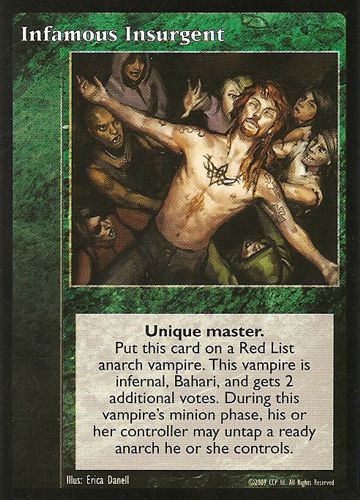 Infamous Insurgent
Unique master.
Put this card on a Red List
anarch vampire. This vampire is
infernal, Bahari, and gets 2
additional votes. During this
vampire's minion phase, his or
her controller may untap a ready
anarch he or she controls.
Illus: Erica Danell
©2009 CCP hf. All Rights Reserved